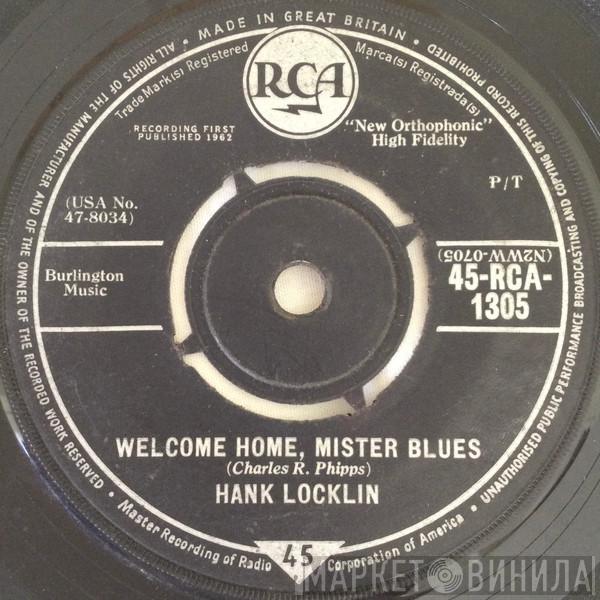 ALL RIGHTS OF THE MANUFACTURER AND OF THE OWNER OF THE RECORDED WORK RESERVED •
• MADE IN GREAT BRITAIN •
UNAUTHORISED PUBLIC PERFORMANCE BROADCASTING AND COPYING OF THIS RECORD PROHIBITED
Trade Mark(s) Registered
RCA
Marca(s) Registrada(s)
RECORDING FIRST
PUBLISHED 1962
"New Orthophonic"
High Fidelity
P/T
(USA No.
47-8034)
(N2WW-0705)
Burlington
Music
45-RCA-
1305
WELCOME HOME, MISTER BLUES
(Charles R. Phipps)
HANK LOCKLIN
Master Recording of Radio Corporation of America •
45
МАРКЕТ ВИНИЛА